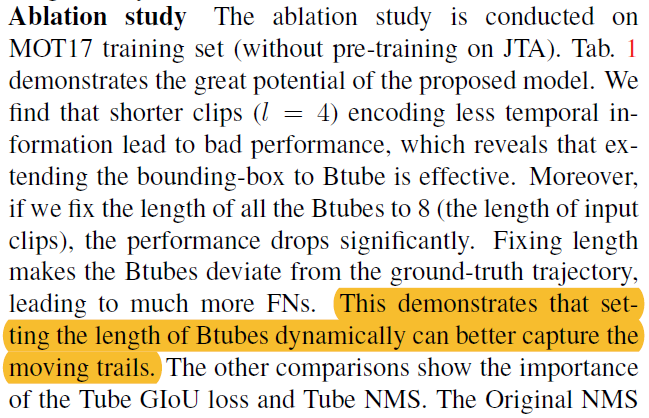 Ablation study The ablation study is conducted on
MOT17 training set (without pre-training on JTA). Tab. 1
demonstrates the great potential of the proposed model. We
find that shorter clips (l = 4) encoding less temporal in-
formation lead to bad performance, which reveals that ex-
tending the bounding-box to Btube is effective. Moreover,
if we fix the length of all the Btubes to 8 (the length of input
clips), the performance drops significantly. Fixing length
makes the Btubes deviate from the ground-truth trajectory,
leading to much more FNs. This demonstrates that set-
ting the length of Btubes dynamically can better capture the
moving trails. The other comparisons show the importance
of the Tube GIoU loss and Tube NMS. The Original NMS